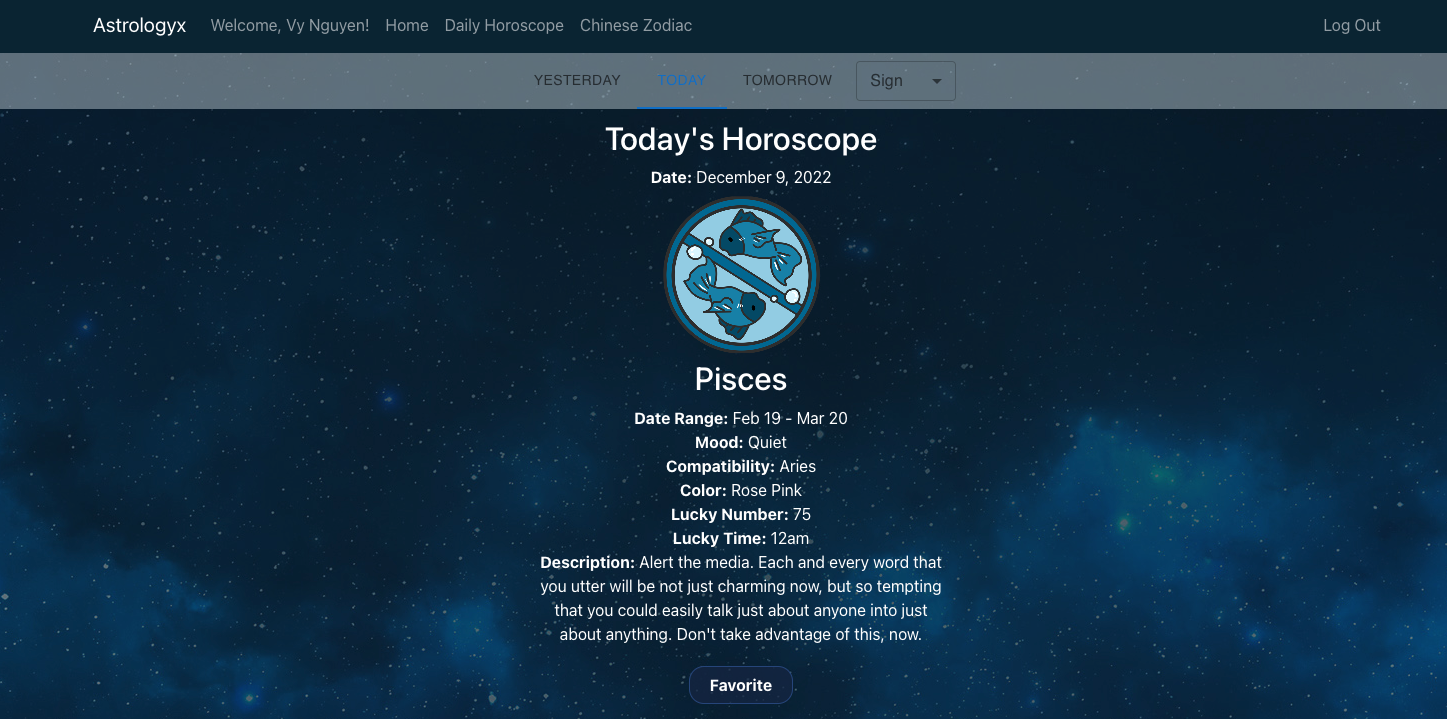 Astrologyx Welcome, Vy Nguyen! Home Daily Horoscope Chinese Zodiac Log Out
YESTERDAY TODAY TOMORROW Sign
Today's Horoscope
Date: December 9, 2022
Pisces
Date Range: Feb 19 - Mar 20
Mood: Quiet
Compatibility: Aries
Color: Rose Pink
Lucky Number: 75
Lucky Time: 12am
Description: Alert the media. Each and every word that
you utter will be not just charming now, but so tempting
that you could easily talk just about anyone into just
about anything. Don't take advantage of this, now.
Favorite